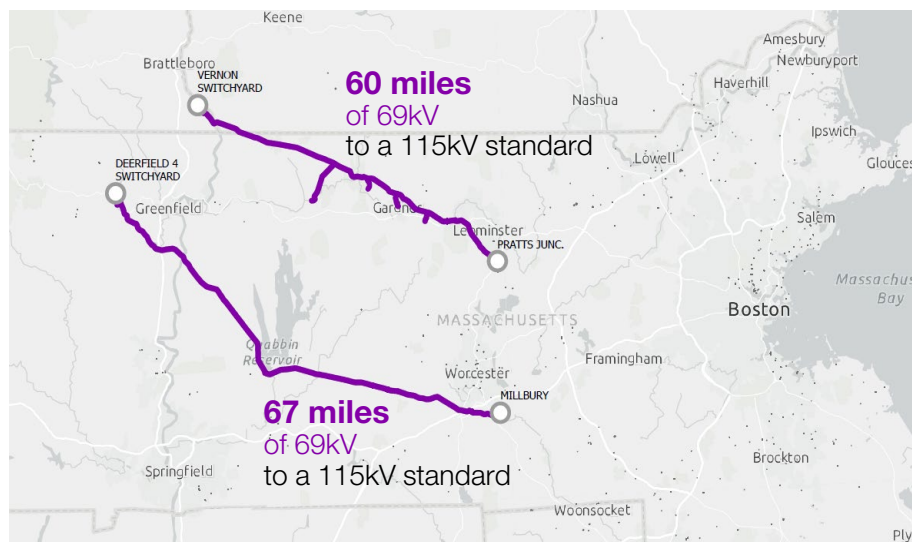 Keene
Amesbury
Newburyport
Brattleboro
Haverhill
VERNON
SWITCHYARD
60 miles
of 69kV
to a 115kV standard
Nashua
Ipswich
Lowell
Glouces
DEERFIELD 4
SWITCHYARD
Greenfield
Gardner
Salem
Leominster
PRATTS JUNC.
Massachus
Bay
Boston
MASSACHUSETTS
Quabbin
Reservoir
Framingham
Worcester
MILLBURY
67 miles
of 69kV
to a 115kV standard
Brockton
Springfield
Woonsocket
Ply